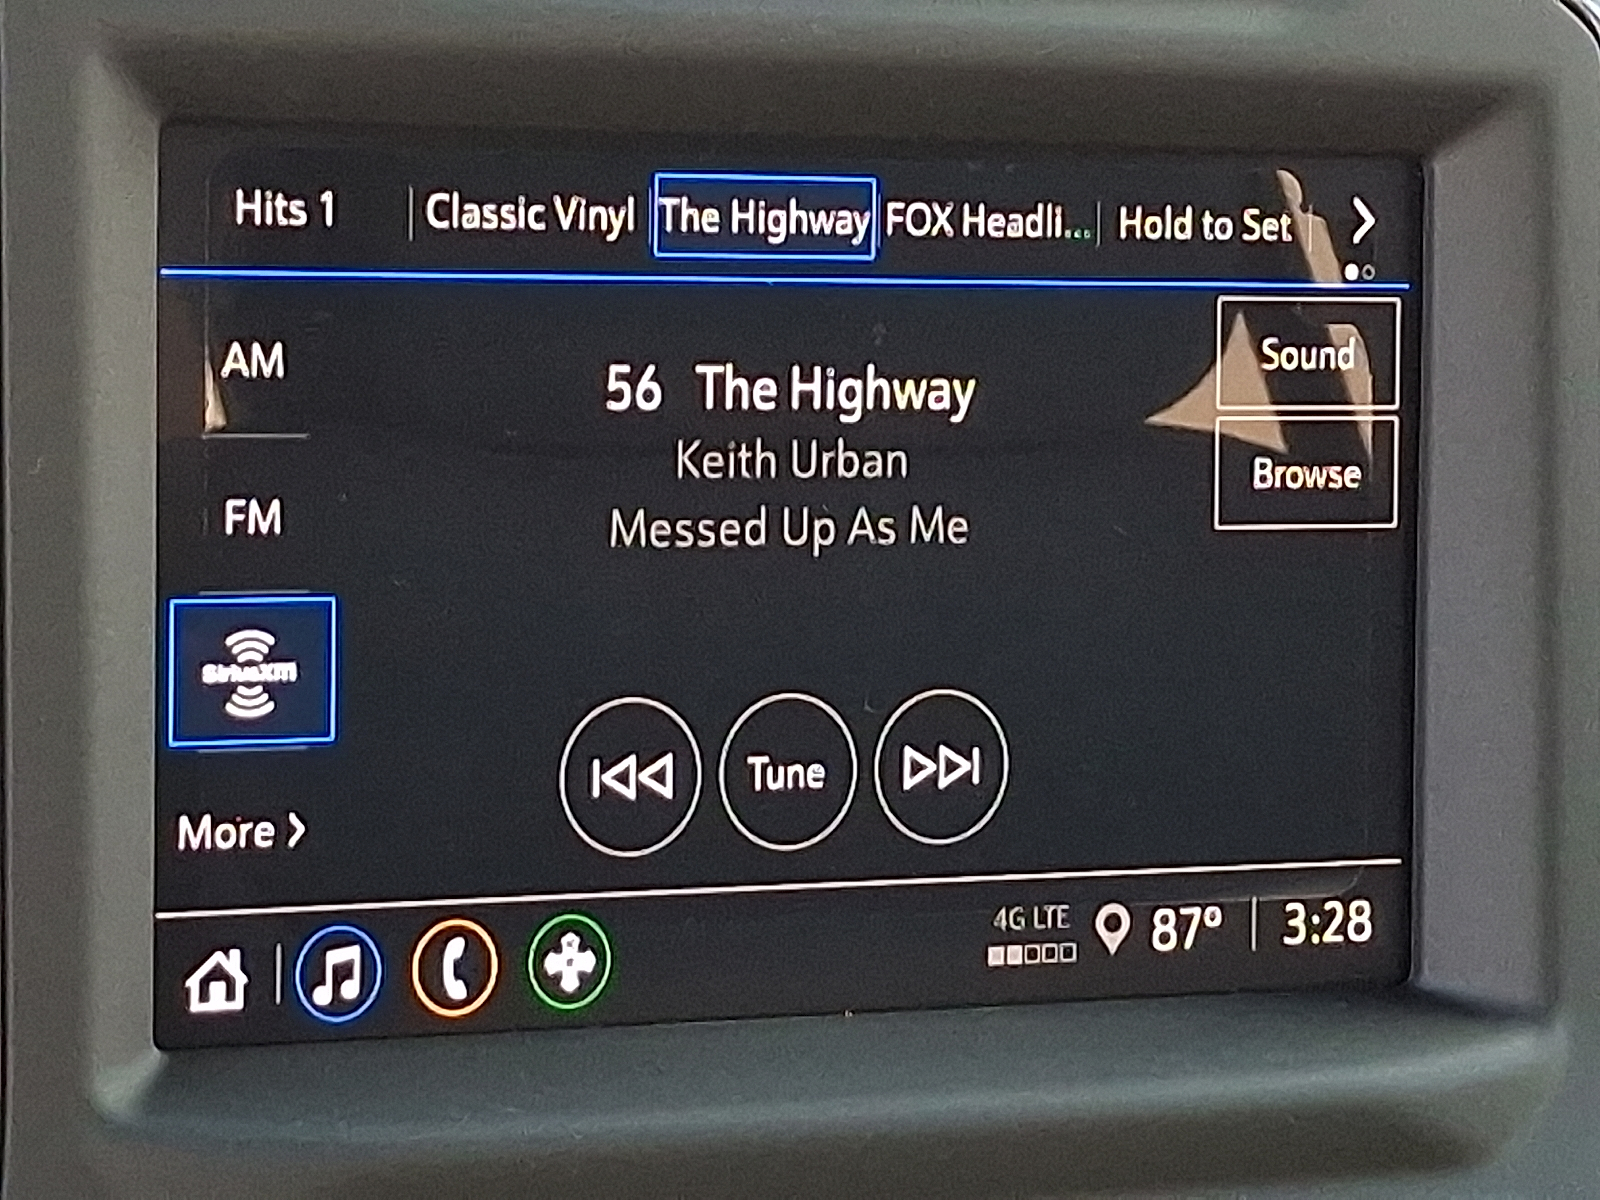 Hits 1
Classic Vinyl
The Highway
FOX Headli...
Hold to Set
AM
Sound
56 The Highway
Keith Urban
Browse
FM
Messed Up As Me
SiriusXM
Tune
More
4G LTE
87°
3:28